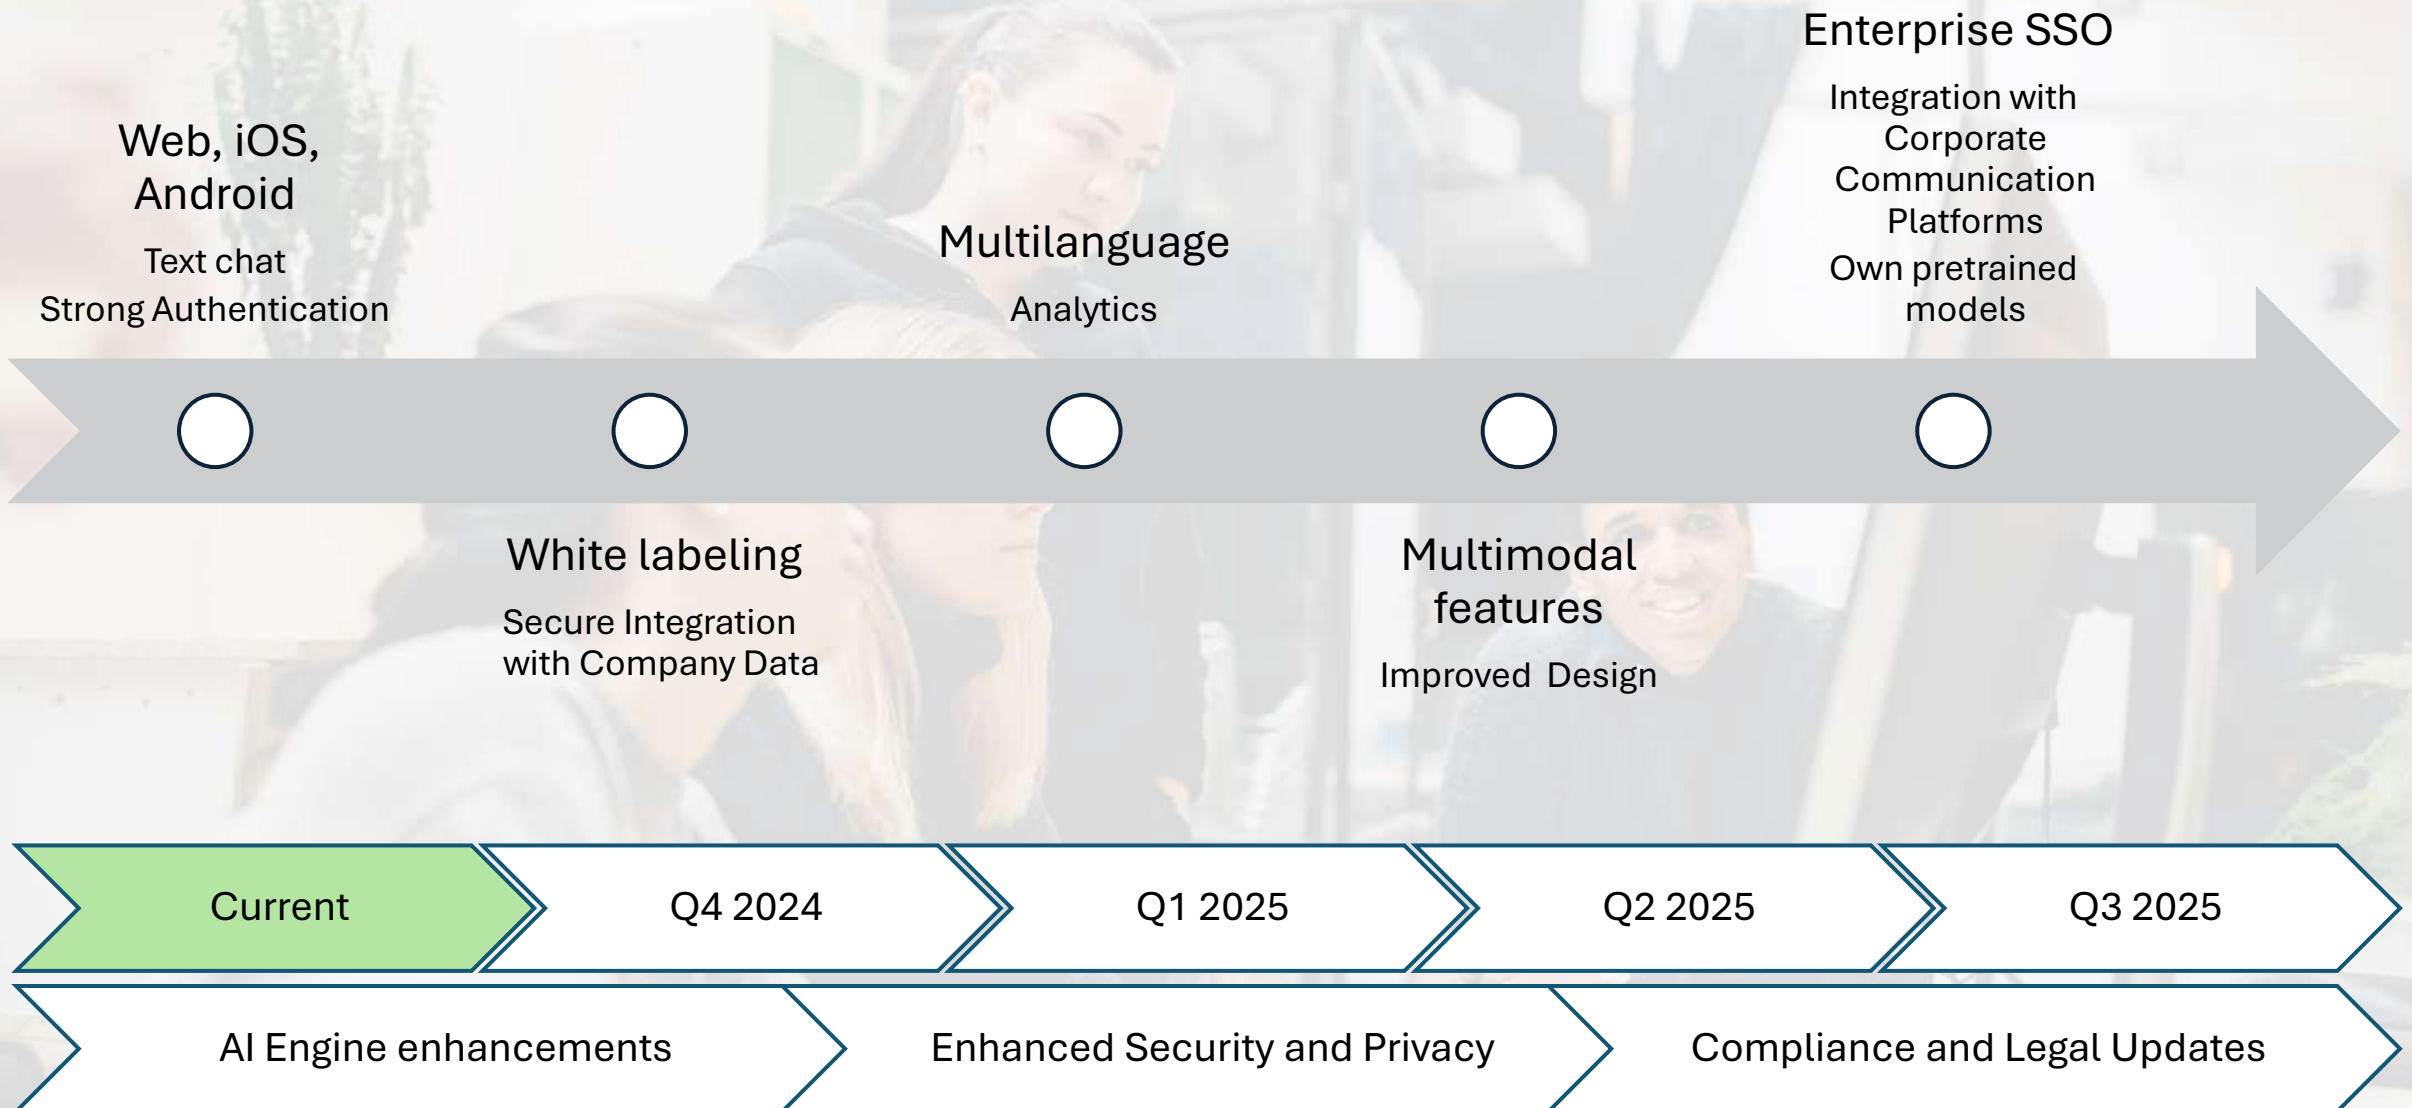 Web, iOS,
Android
Text chat
Strong Authentication
White labeling
Secure Integration
with Company Data
Multilanguage
Analytics
Multimodal
features
Improved  Design
Enterprise SSO
Integration with
Corporate
Communication
Platforms
Own pretrained
models
Current
Q4 2024
Q1 2025
Q2 2025
Q3 2025
AI Engine enhancements
Enhanced Security and Privacy
Compliance and Legal Updates